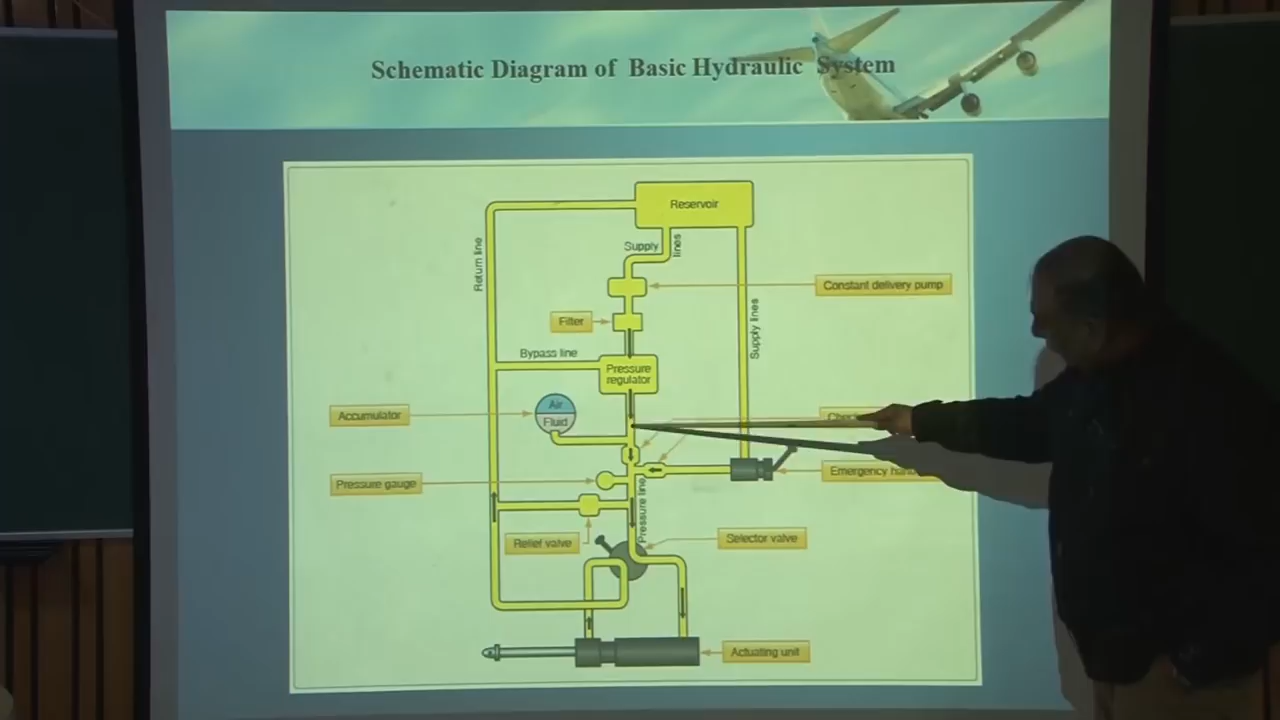 Schematic Diagram of Basic Hydraulic System
Reservoir
Supply
lines
Return line
Constant delivery pump
Filter
Supply lines
Bypass line
Pressure
regulator
Air
Fluid
Accumulator
Emergency
Pressure gauge
Pressure line
Relief valve
Selector valve
Actuating unit